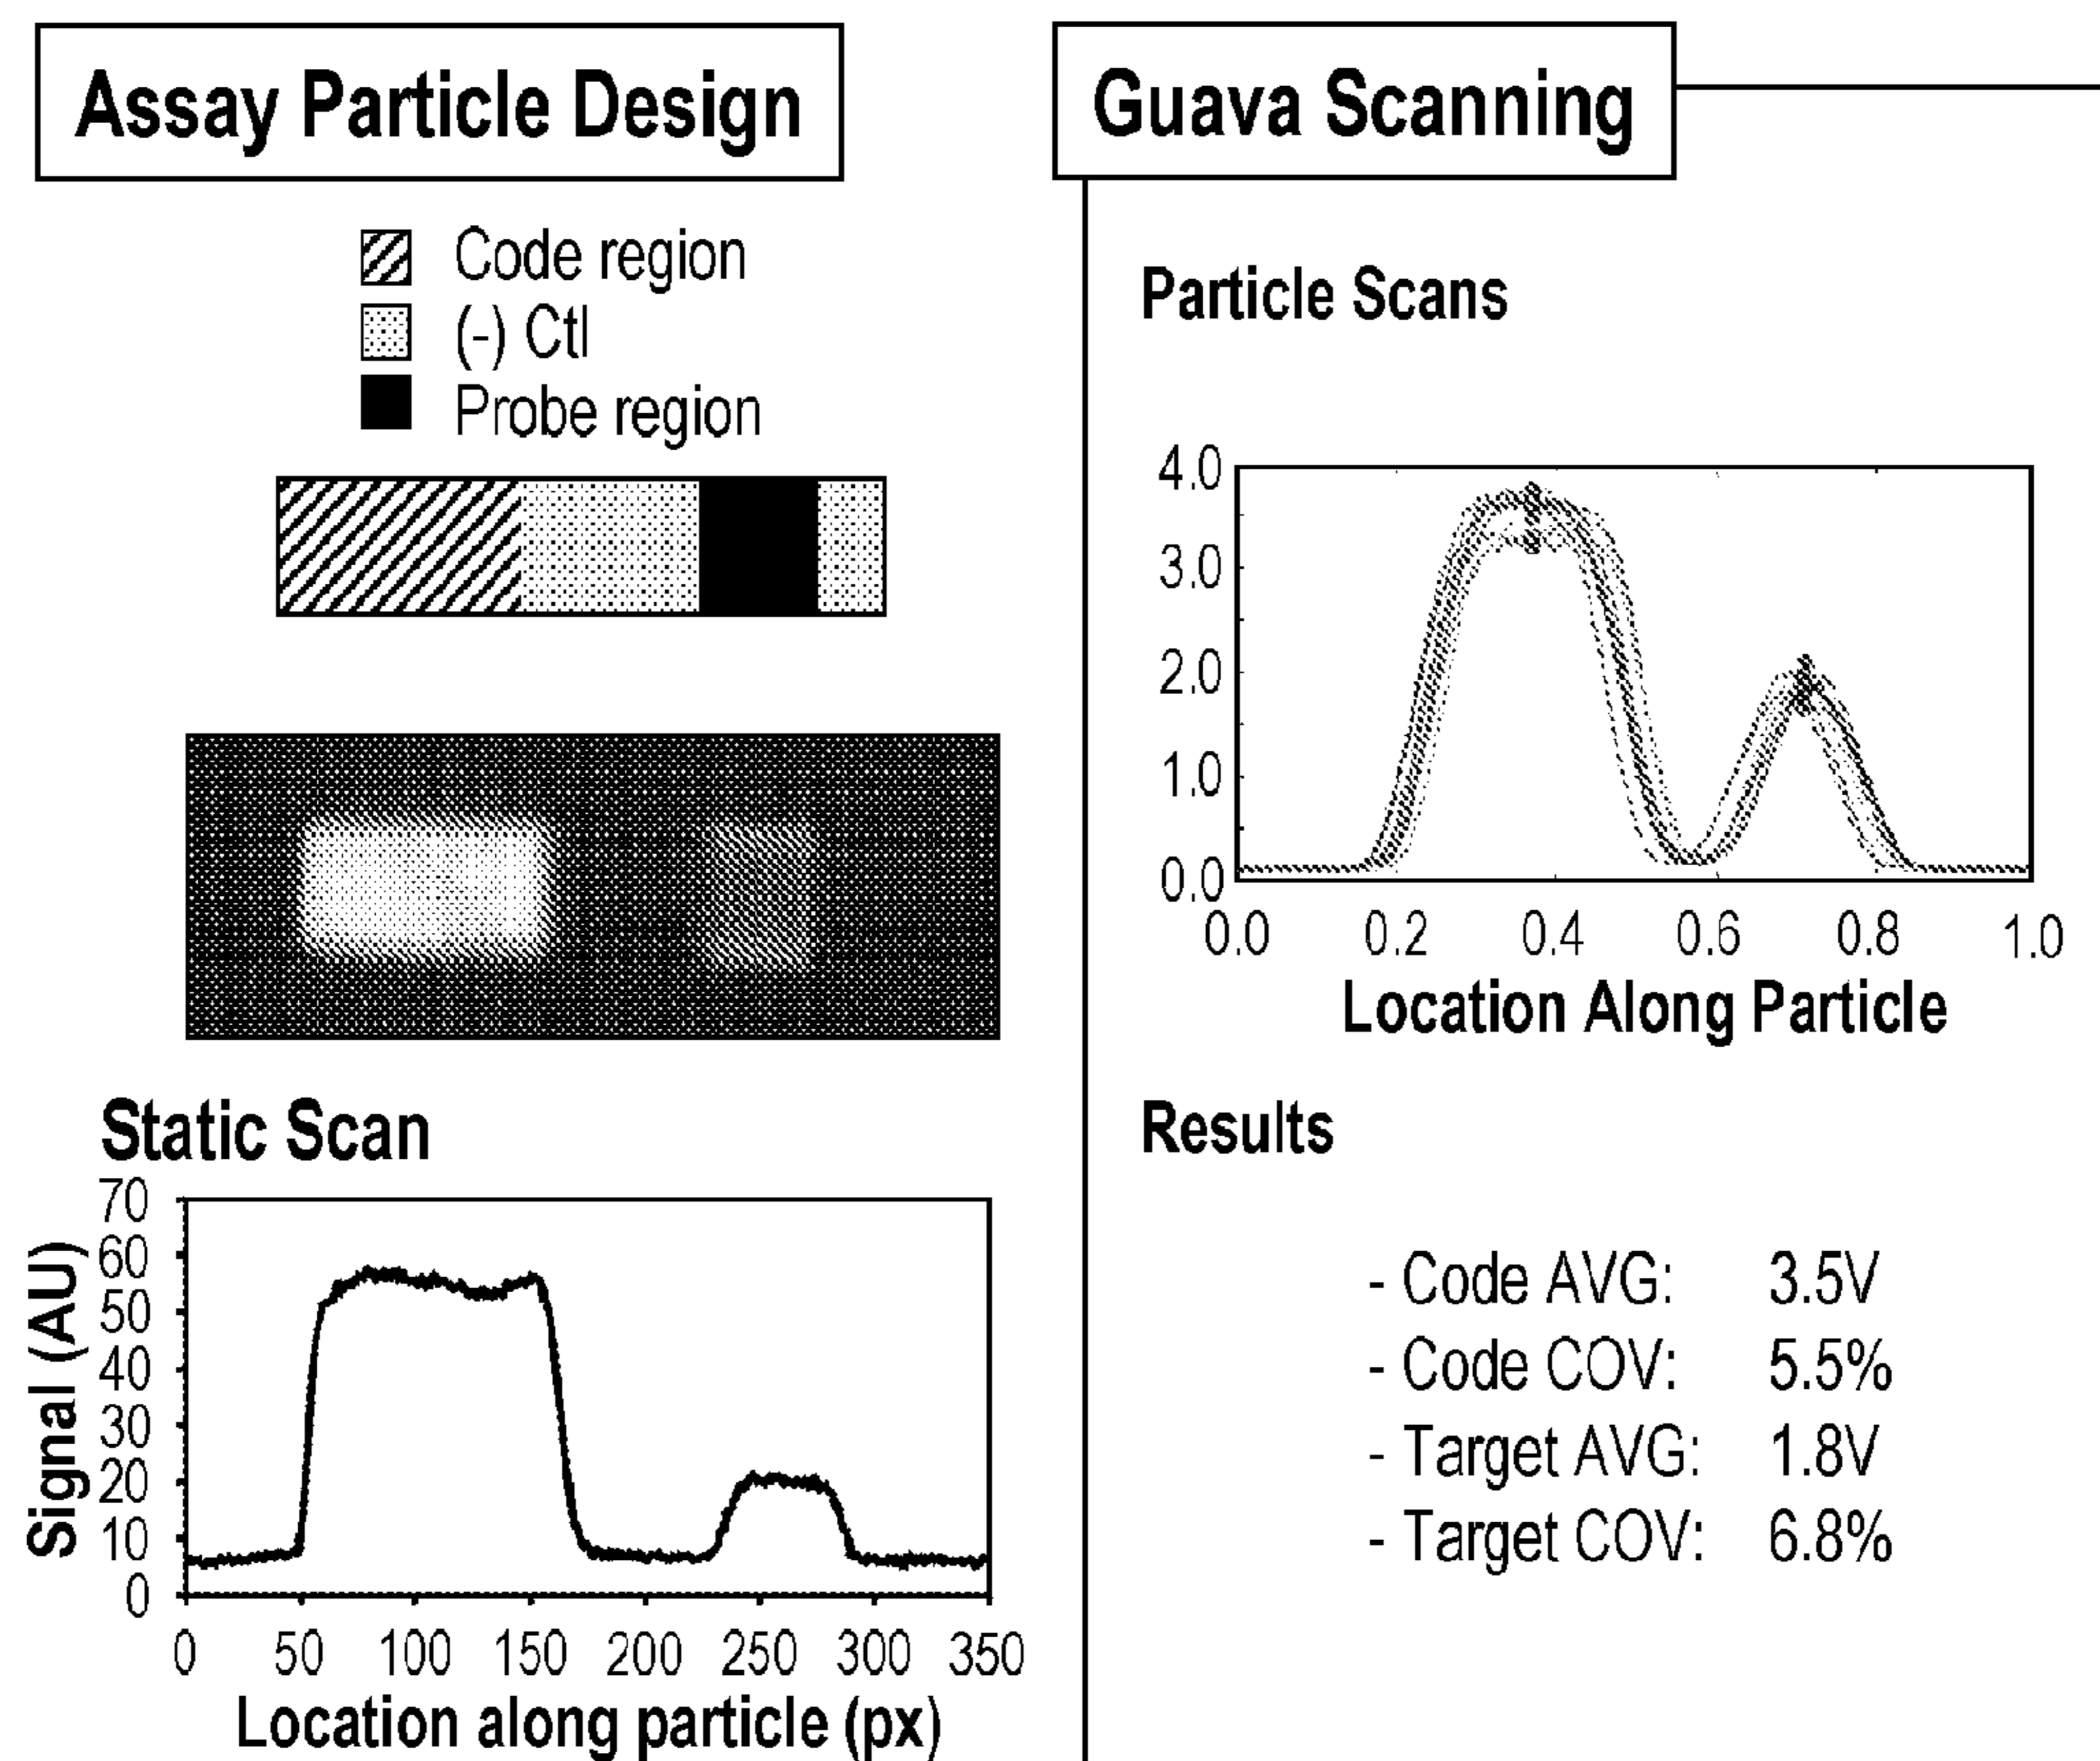 Assay Particle Design
Code region
(-) Ctl
Probe region
Static Scan
Signal (AU)
70
60
50
40
30
20
10
0
0 50 100 150 200 250 300 350
Location along particle (px)
Guava Scanning
Particle Scans
4.0
3.0
2.0
1.0
0.0
0.0 0.2 0.4 0.6 0.8 1.0
Location Along Particle
Results
- Code AVG: 3.5V
- Code COV: 5.5%
- Target AVG: 1.8V
- Target COV: 6.8%